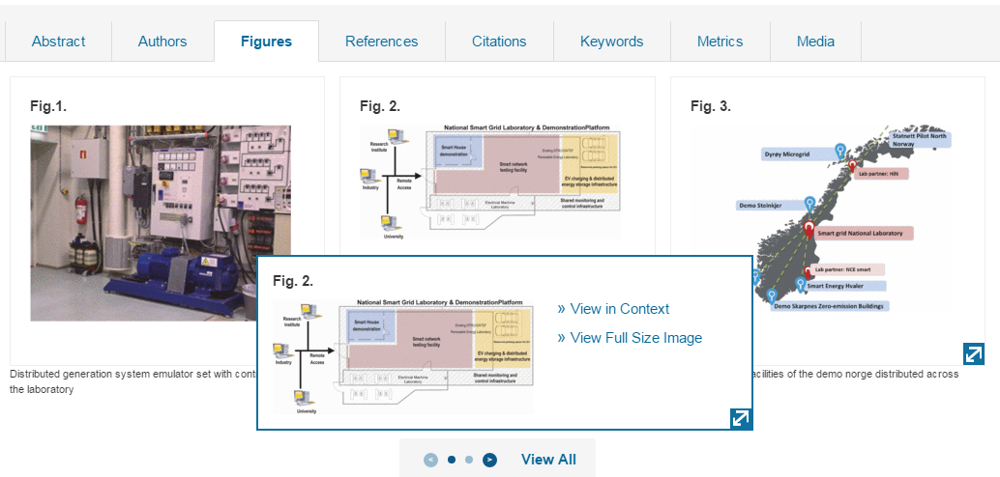 Abstract
Authors
Figures
References
Citations
Keywords
Metrics
Media
Fig.1.
Fig. 2.
National Smart Grid Laboratory & DemonstrationPlatform
Research
Institute
Smart House
demonstration
Smart network
testing facility
Industry
Remote
Access
EV charging & distributed
energy storage infrastructure
Electrical Machine
Laboratory
Shared monitoring and
control infrastructure
University
Fig. 3.
Statnett Pilot North
Norway
Dyrøy Microgrid
Lab partner: HiN
Demo Steinkjer
Smart grid National Laboratory
Lab partner: NCE smart
Smart Energy Hvaler
Demo Skarpnes Zero-emission Buildings
Fig. 2.
National Smart Grid Laboratory & DemonstrationPlatform
Research
Institute
Smart House
demonstration
Smart network
testing facility
Industry
Remote
Access
EV charging & distributed
energy storage infrastructure
Electrical Machine
Laboratory
Shared monitoring and
control infrastructure
University
» View in Context
» View Full Size Image
Distributed generation system emulator set with cont
the laboratory
acilities of the demo norge distributed across
< > View All